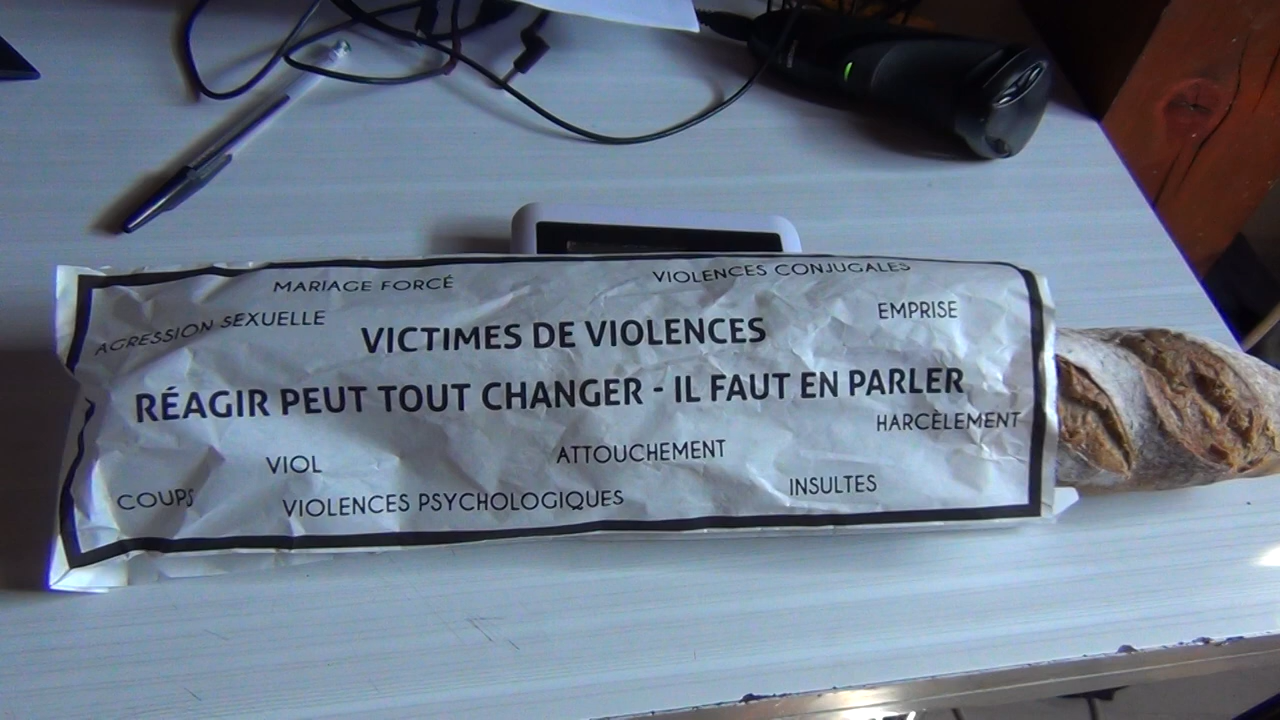 MARIAGE FORCÉ
VIOLENCES CONJUGALES
AGRESSION SEXUELLE
EMPRISE
VICTIMES DE VIOLENCES
RÉAGIR PEUT TOUT CHANGER - IL FAUT EN PARLER
HARCÈLEMENT
VIOL
ATTOUCHEMENT
COUPS
VIOLENCES PSYCHOLOGIQUES
INSULTES